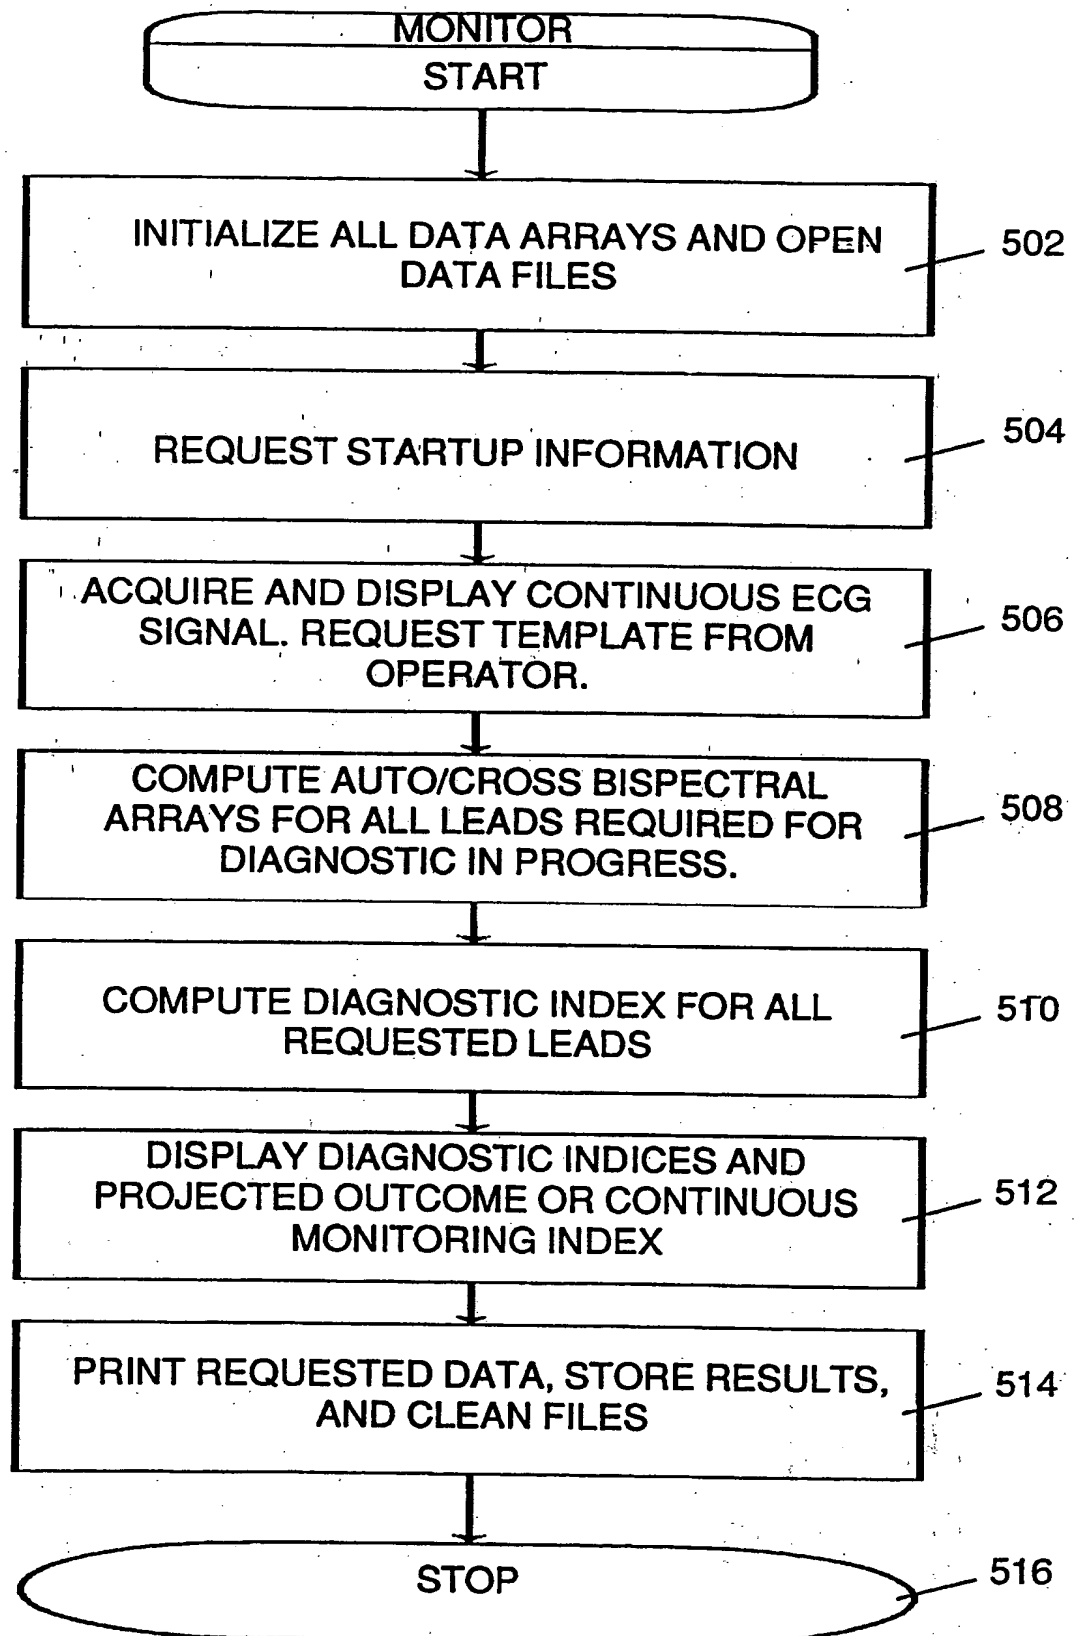 MONITOR
START
INITIALIZE ALL DATA ARRAYS AND OPEN
DATA FILES
502
REQUEST STARTUP INFORMATION
504
ACQUIRE AND DISPLAY CONTINUOUS ECG
SIGNAL. REQUEST TEMPLATE FROM
OPERATOR.
506
COMPUTE AUTO/CROSS BISPECTRAL
ARRAYS FOR ALL LEADS REQUIRED FOR
DIAGNOSTIC IN PROGRESS.
508
COMPUTE DIAGNOSTIC INDEX FOR ALL
REQUESTED LEADS
510
DISPLAY DIAGNOSTIC INDICES AND
PROJECTED OUTCOME OR CONTINUOUS
MONITORING INDEX
512
PRINT REQUESTED DATA, STORE RESULTS,
AND CLEAN FILES
514
STOP
516